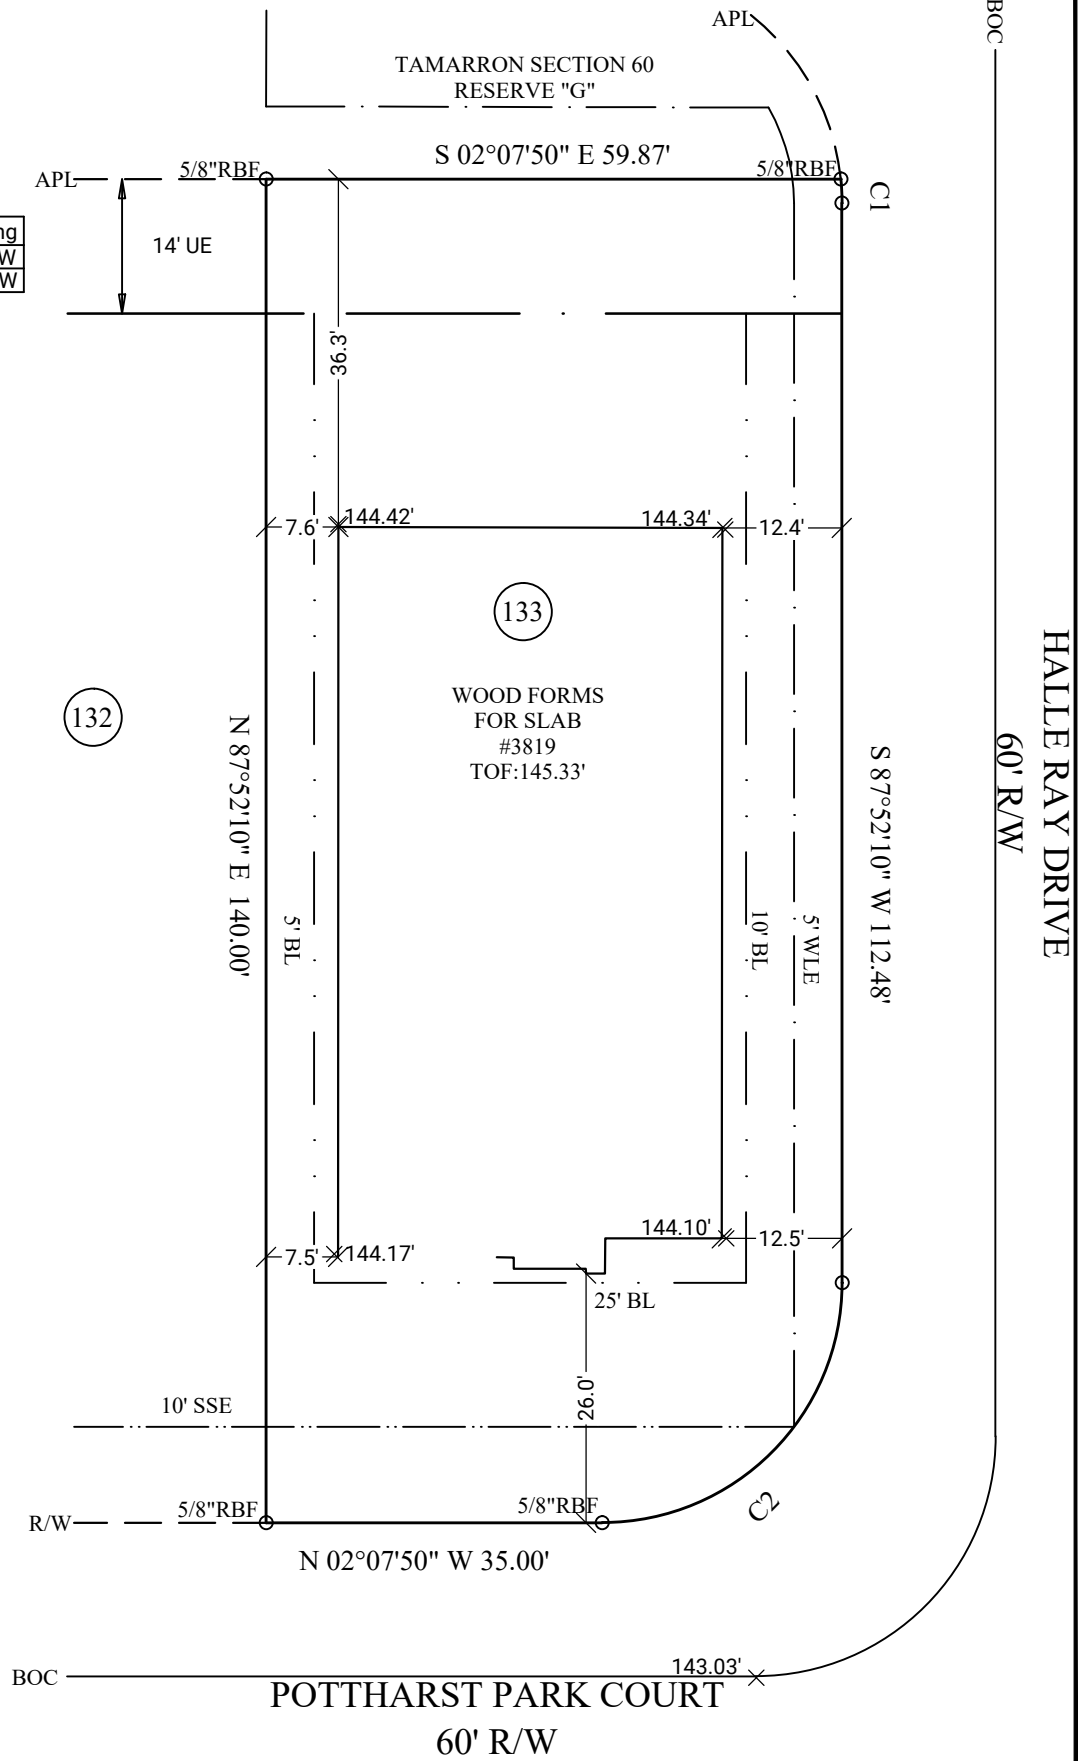 APL
BOC
TAMARRON SECTION 60
RESERVE "G"
S 02°07'50" E 59.87'
APL
5/8"RBF
5/8"RBF
C1
ng
W
W
14' UE
36.3'
7.6'
144.42'
144.34'
12.4'
133
132
WOOD FORMS
FOR SLAB
#3819
TOF:145.33'
HALLE RAY DRIVE
60' R/W
N 87°52'10" E 140.00'
S 87°52'10" W 112.48'
5' BL
10' BL
5' WLE
7.5'
144.17'
144.10'
12.5'
25' BL
26.0'
10' SSE
R/W
5/8"RBF
5/8"RBF
C2
N 02°07'50" W 35.00'
BOC
143.03'
POTTHARST PARK COURT
60' R/W